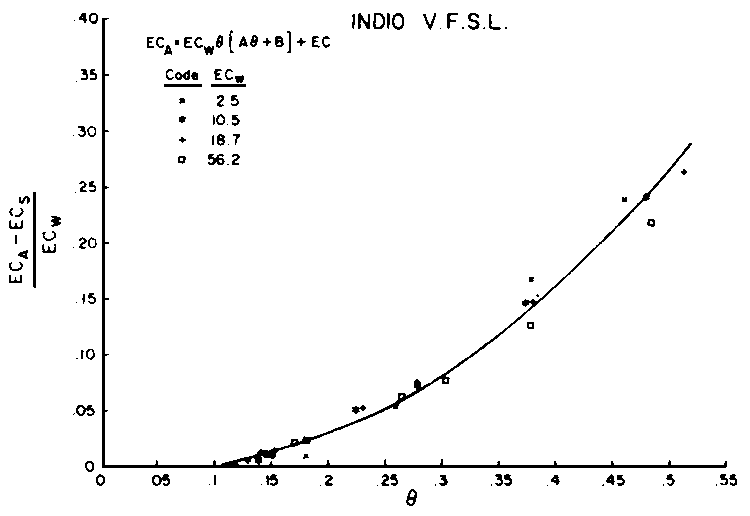 INDIO V.F.S.L.
EC_A = EC_W θ [Aθ + B] + EC
Code EC_W
× 2.5
* 10.5
+ 18.7
□ 56.2
EC_A − EC_S
EC_W
.40
.35
.30
.25
.20
.15
.10
.05
0
0 05 .1 .15 .2 .25 .3 .35 .4 .45 .5 .55
θ